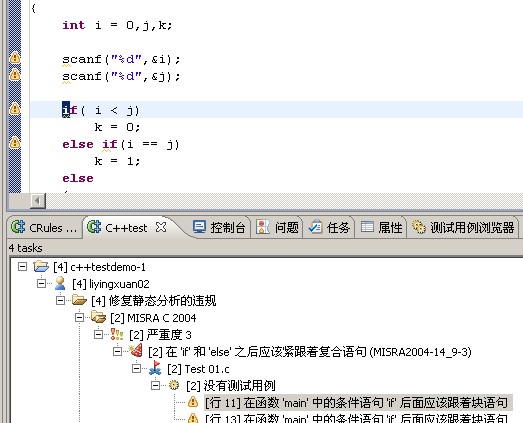 {
int i = 0,j,k;
scanf("%d",&i);
scanf("%d",&j);
if( i < j)
k = 0;
else if(i == j)
k = 1;
else
CRules ...
C++test
控制台
问题
任务
属性
测试用例浏览器
4 tasks
[4] c++testdemo-1
[4] liyingxuan02
[4] 修复静态分析的违规
[2] MISRA C 2004
[2] 严重度 3
[2] 在 'if' 和 'else' 之后应该紧跟着复合语句 (MISRA2004-14_9-3)
[2] Test 01.c
[2] 没有测试用例
[行 11] 在函数 'main' 中的条件语句 'if' 后面应该跟着块语句
[行 13] 在函数 'main' 中的条件语句 'if' 后面应该跟着块语句